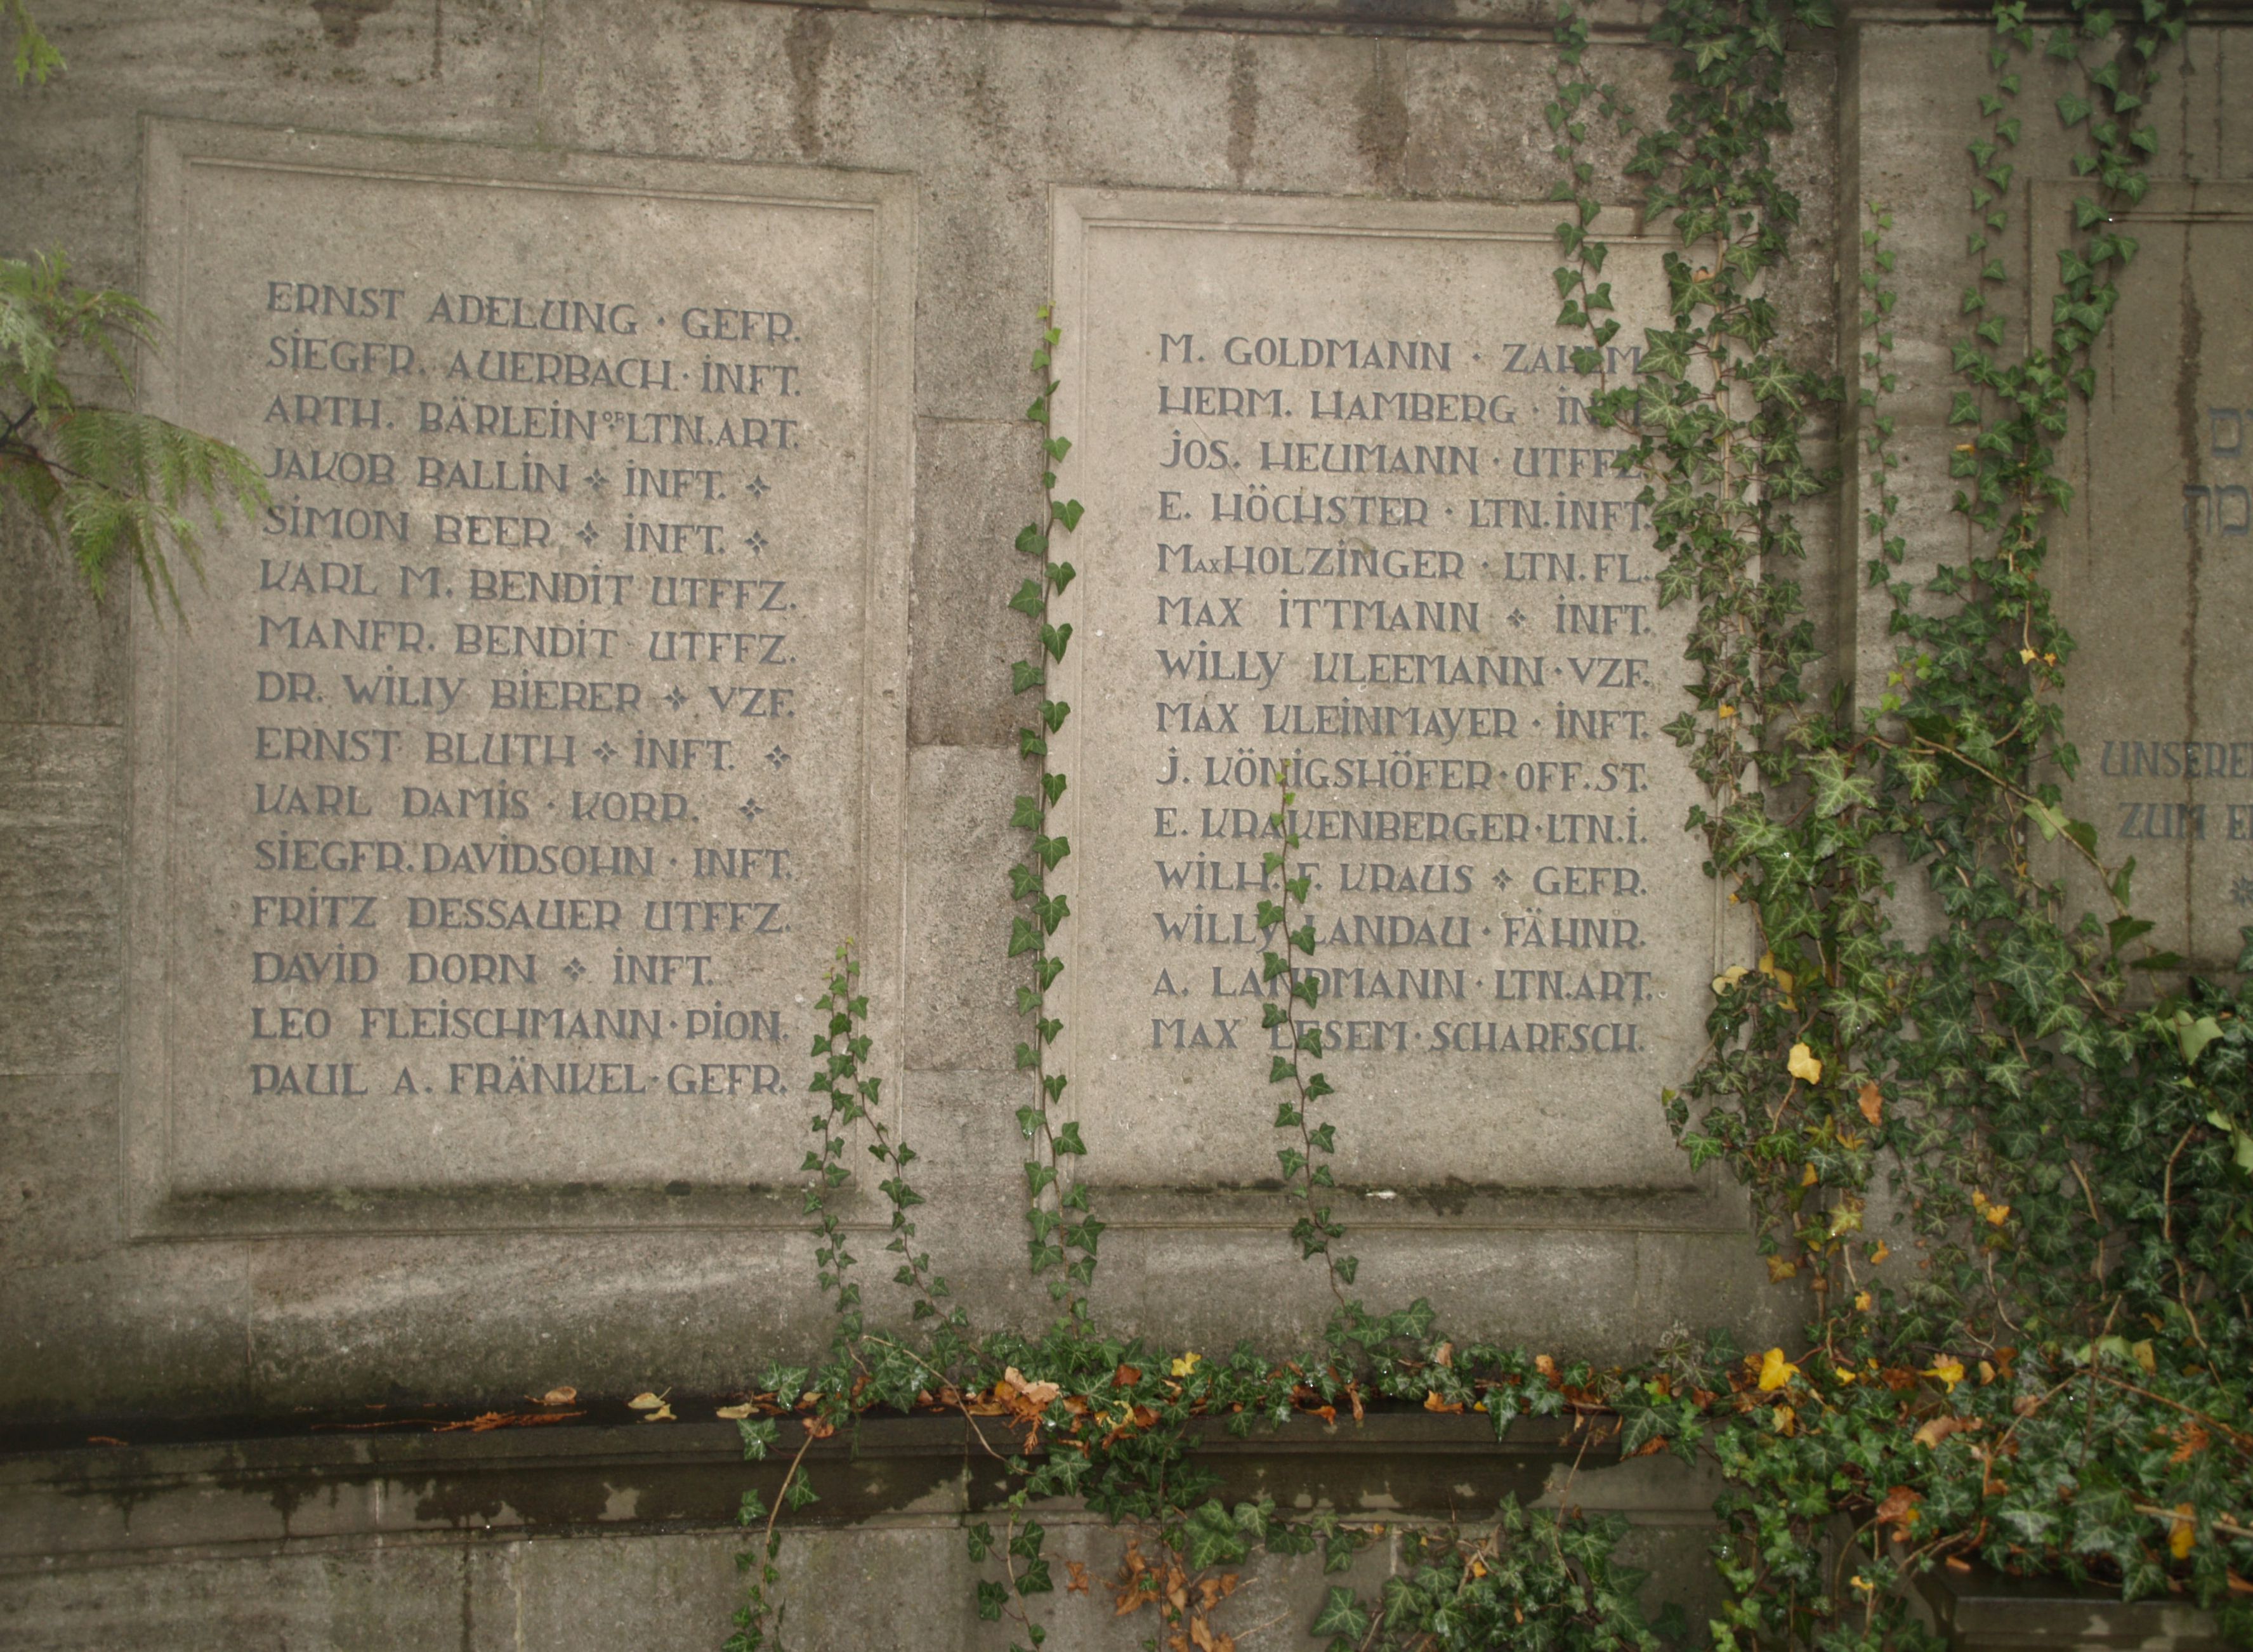 ERNST ADELUNG · GEFR.
SIEGFR. AUERBACH · INFT.
ARTH. BÄRLEIN LTN.ART.
JAKOB BALLIN INFT.
SIMON BEER INFT.
KARL M. BENDIT UTFFZ.
MANFR. BENDIT · UTFFZ.
DR. WILLY BIERER VZF.
ERNST BLUTH INFT.
KARL DAMIS · KORP.
SIEGFR. DAVIDSOHN · INFT.
FRITZ DESSAUER UTFFZ.
DAVID DORN INFT.
LEO FLEISCHMANN · PION.
PAUL A. FRÄNKEL · GEFR.
M. GOLDMANN ·
HERM. HAMBERG ·
JOS. HEUMANN · UTFFZ
E. HÖCHSTER · LTN.INFT.
MAX HOLZINGER · LTN. FL.
MAX ITTMANN INFT.
WILLY KLEEMANN · VZF.
MAX KLEINMAYER · INFT.
J. KÖNIGSHÖFER · OFF.ST.
E. KRAKENBERGER · LTN.I.
WILH. F. KRAUS GEFR.
WILLY LANDAU · FÄHNR.
A. LANDMANN · LTN.ART.
MAX LESEM · SCHARFSCH.
ZUM